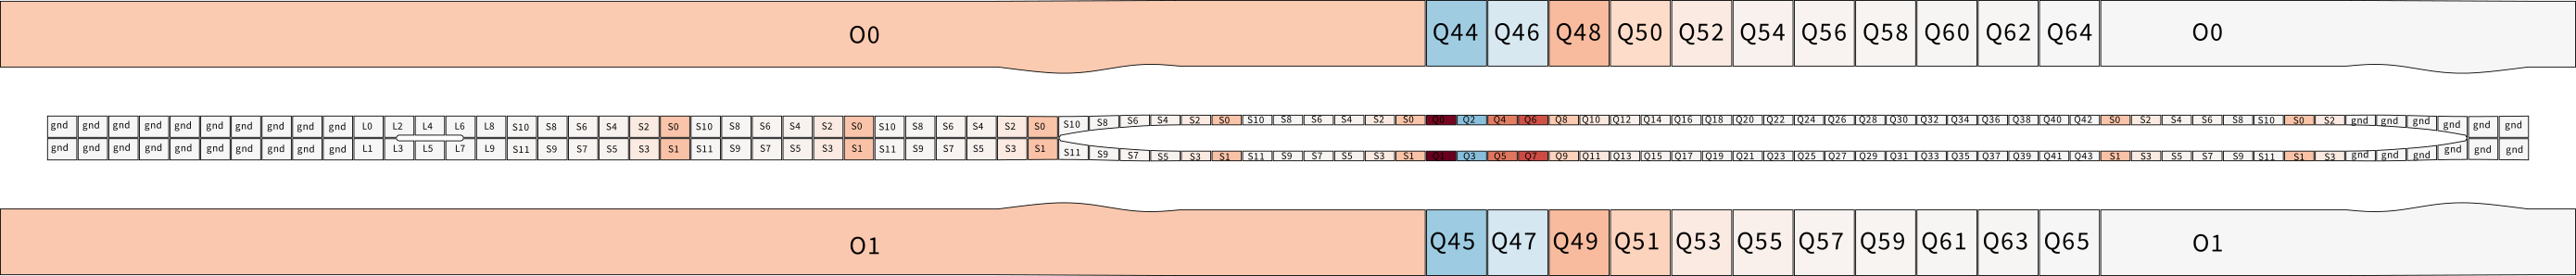 O0 Q44 Q46 Q48 Q50 Q52 Q54 Q56 Q58 Q60 Q62 Q64 O0
gnd gnd gnd gnd gnd gnd gnd gnd gnd gnd L0 L2 L4 L6 L8 S10 S8 S6 S4 S2 S0 S10 S8 S6 S4 S2 S0 S10 S8 S6 S4 S2 S0 S10 S8 S6 S4 S2 S0 S10 S8 S6 S4 S2 S0 Q0 Q2 Q4 Q6 Q8 Q10 Q12 Q14 Q16 Q18 Q20 Q22 Q24 Q26 Q28 Q30 Q32 Q34 Q36 Q38 Q40 Q42 S0 S2 S4 S6 S8 S10 S0 S2 gnd gnd gnd gnd gnd gnd
gnd gnd gnd gnd gnd gnd gnd gnd gnd gnd L1 L3 L5 L7 L9 S11 S9 S7 S5 S3 S1 S11 S9 S7 S5 S3 S1 S11 S9 S7 S5 S3 S1 S11 S9 S7 S5 S3 S1 S11 S9 S7 S5 S3 S1 Q1 Q3 Q5 Q7 Q9 Q11 Q13 Q15 Q17 Q19 Q21 Q23 Q25 Q27 Q29 Q31 Q33 Q35 Q37 Q39 Q41 Q43 S1 S3 S5 S7 S9 S11 S1 S3 gnd gnd gnd gnd gnd gnd
O1 Q45 Q47 Q49 Q51 Q53 Q55 Q57 Q59 Q61 Q63 Q65 O1